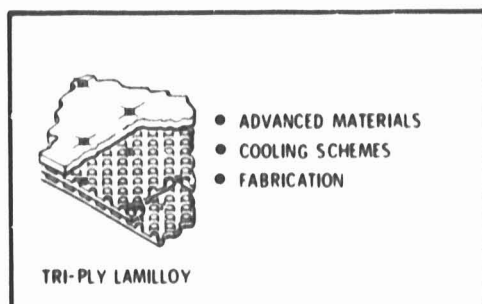 • ADVANCED MATERIALS
• COOLING SCHEMES
• FABRICATION
TRI-PLY LAMILLOY